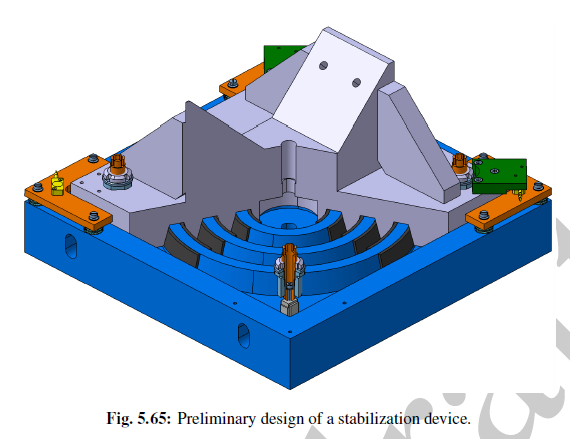 Fig. 5.65: Preliminary design of a stabilization device.